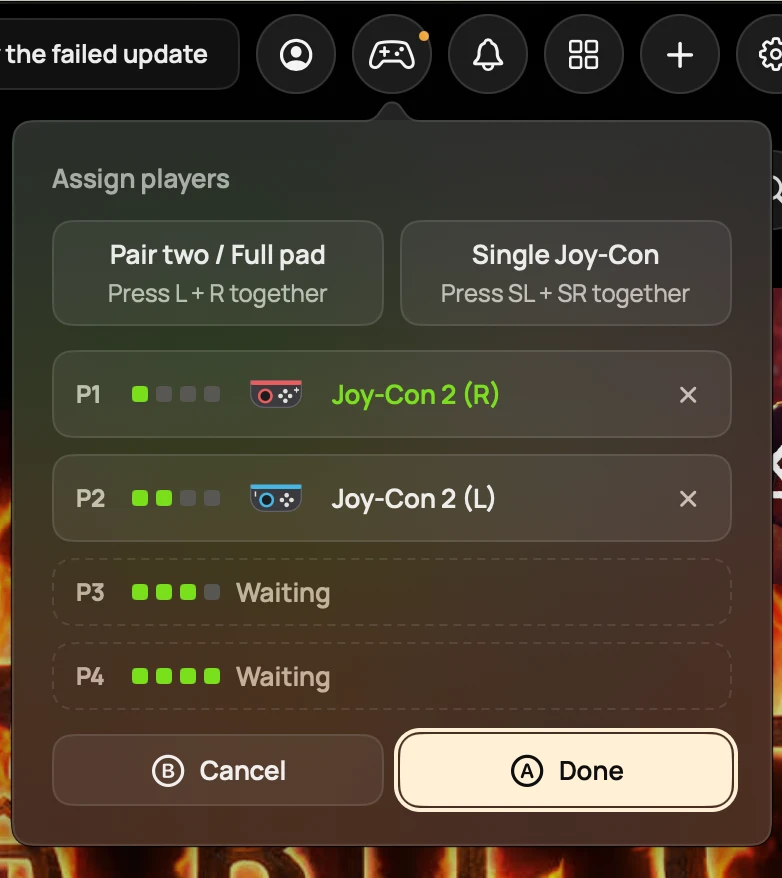 the failed update
Assign players
Pair two / Full pad
Press L + R together
Single Joy-Con
Press SL + SR together
P1 Joy-Con 2 (R)
P2 Joy-Con 2 (L)
P3 Waiting
P4 Waiting
B Cancel
A Done